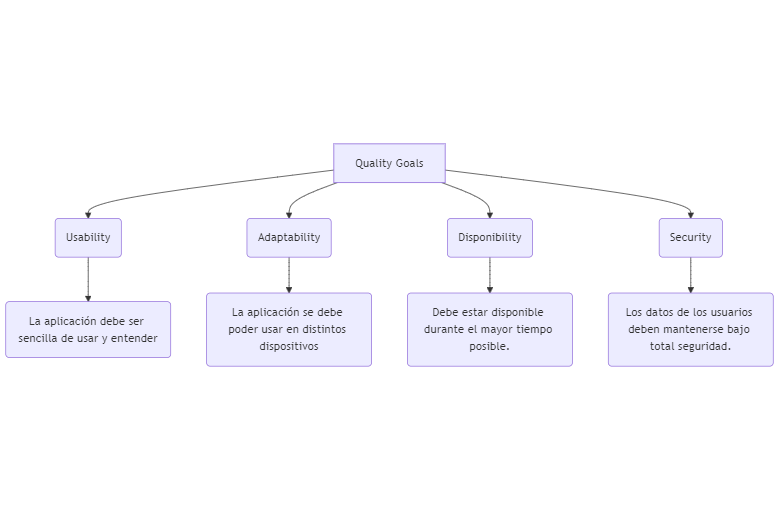 Quality Goals
Usability
Adaptability
Disponibility
Security
La aplicación debe ser
sencilla de usar y entender
La aplicación se debe
poder usar en distintos
dispositivos
Debe estar disponible
durante el mayor tiempo
posible.
Los datos de los usuarios
deben mantenerse bajo
total seguridad.